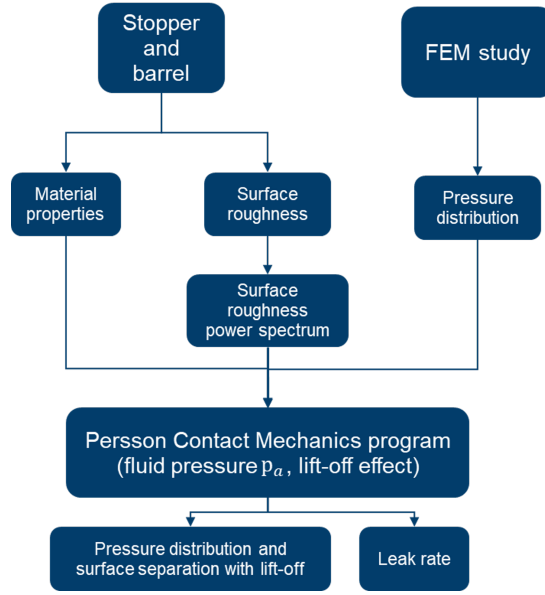 Stopper
and
barrel
FEM study
Material
properties
Surface
roughness
Pressure
distribution
Surface
roughness
power spectrum
Persson Contact Mechanics program
(fluid pressure pₐ, lift-off effect)
Pressure distribution and
surface separation with lift-off
Leak rate